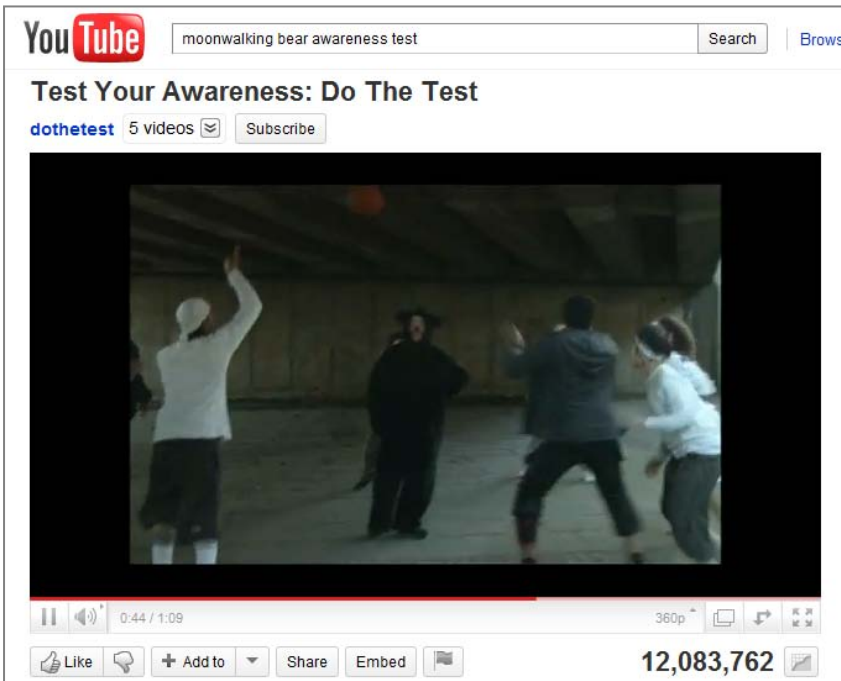 YouTube moonwalking bear awareness test Search Brows
Test Your Awareness: Do The Test
dothetest 5 videos Subscribe
0:44 / 1:09 360p
Like Add to Share Embed 12,083,762